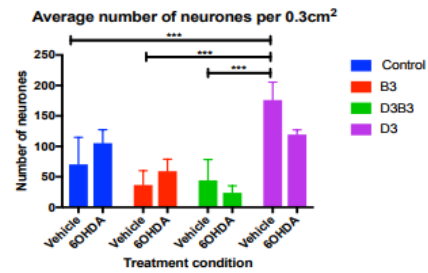 Average number of neurones per 0.3cm²
***
***
***
Number of neurones
250
200
150
100
50
0
Vehicle
6OHDA
Vehicle
6OHDA
Vehicle
6OHDA
Vehicle
6OHDA
Treatment condition
Control
B3
D3B3
D3